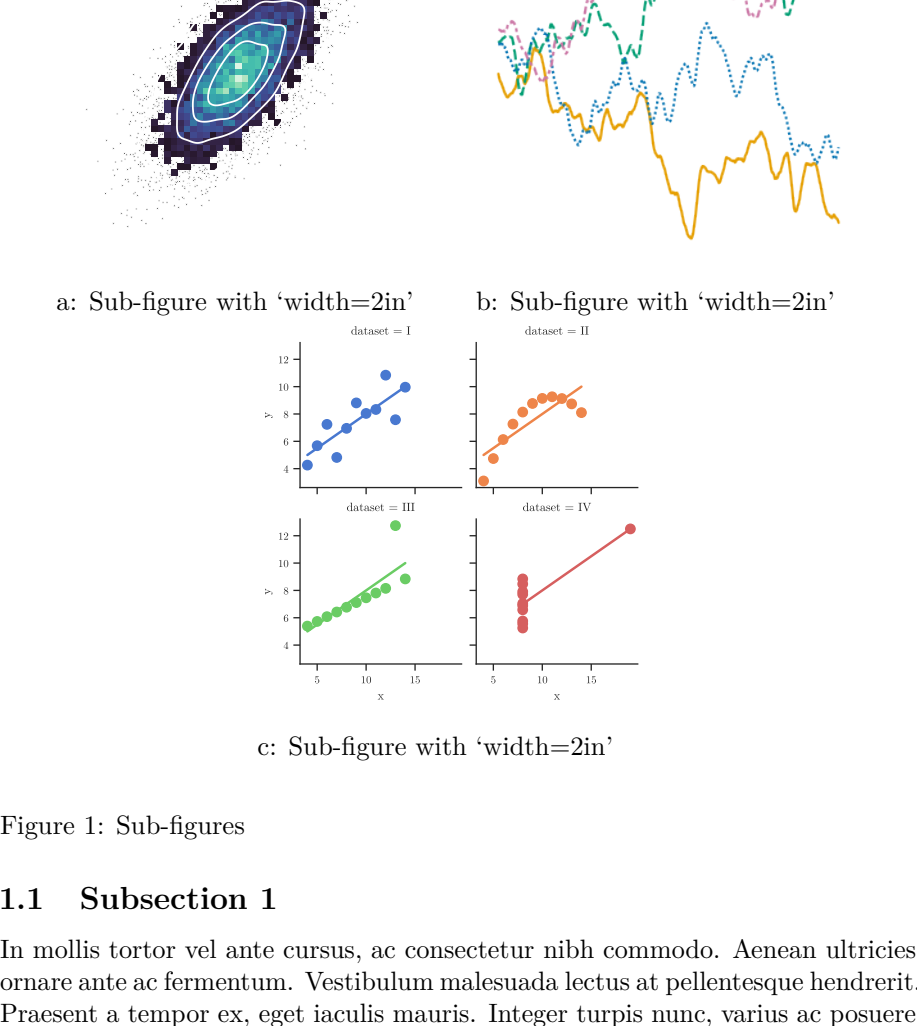 a: Sub-figure with ‘width=2in’
b: Sub-figure with ‘width=2in’
dataset = I
dataset = II
12
10
8
6
4
y
dataset = III
dataset = IV
12
10
8
6
4
y
5
10
15
5
10
15
x
x
c: Sub-figure with ‘width=2in’
Figure 1: Sub-figures
1.1 Subsection 1
In mollis tortor vel ante cursus, ac consectetur nibh commodo. Aenean ultricies
ornare ante ac fermentum. Vestibulum malesuada lectus at pellentesque hendrerit.
Praesent a tempor ex, eget iaculis mauris. Integer turpis nunc, varius ac posuere